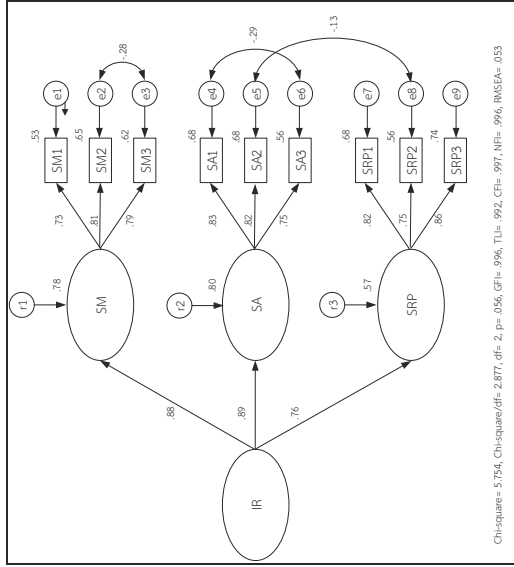 -.28
-.29
-.13
e1
e2
e3
e4
e5
e6
e7
e8
e9
.53
.65
.62
.68
.68
.56
.68
.56
.74
SM1
SM2
SM3
SA1
SA2
SA3
SRP1
SRP2
SRP3
.73
.81
.79
.83
.82
.75
.82
.75
.86
r1
.78
r2
.80
r3
.57
SM
SA
SRP
.88
.89
.76
IR
Chi-square= 5.754, Chi-square/df= 2.877, df= 2, p= .056, GFI= .996, TLI= .992, CFI= .997, NFI= .996, RMSEA= .053